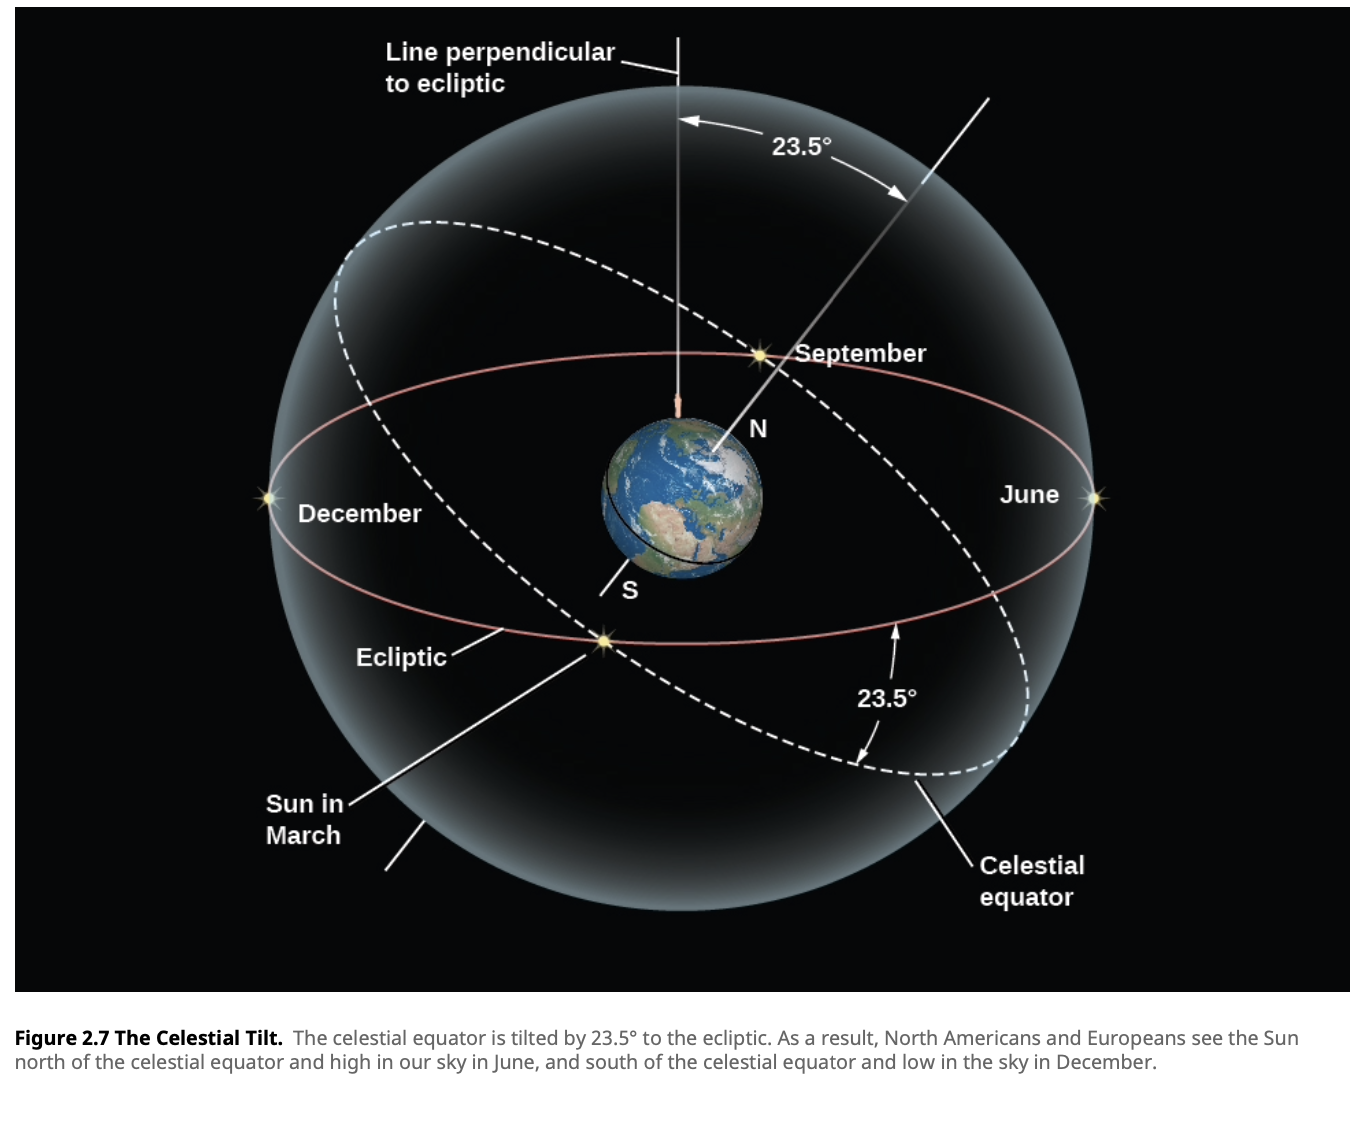 Line perpendicular
to ecliptic
23.5°
September
N
December
June
S
Ecliptic
23.5°
Sun in
March
Celestial
equator
Figure 2.7 The Celestial Tilt. The celestial equator is tilted by 23.5° to the ecliptic. As a result, North Americans and Europeans see the Sun
north of the celestial equator and high in our sky in June, and south of the celestial equator and low in the sky in December.